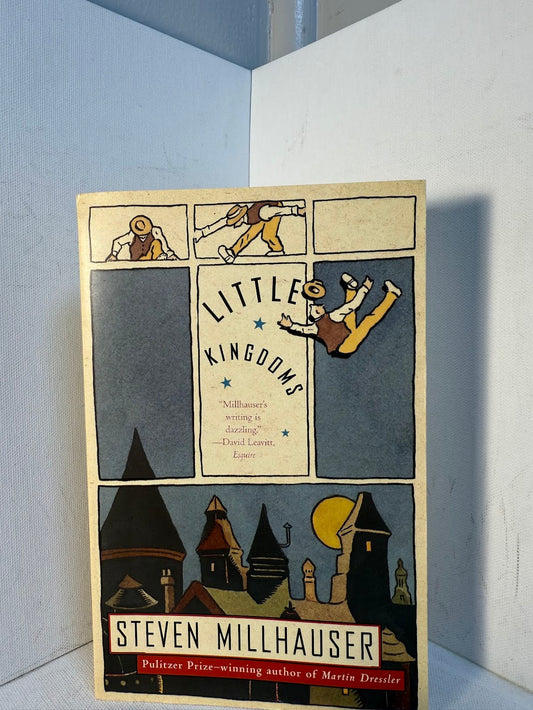 LITTLE
KINGDOMS
"Millhauser's
writing is
dazzling."
—David Leavitt,
Esquire
STEVEN MILLHAUSER
Pulitzer Prize–winning author of Martin Dressler